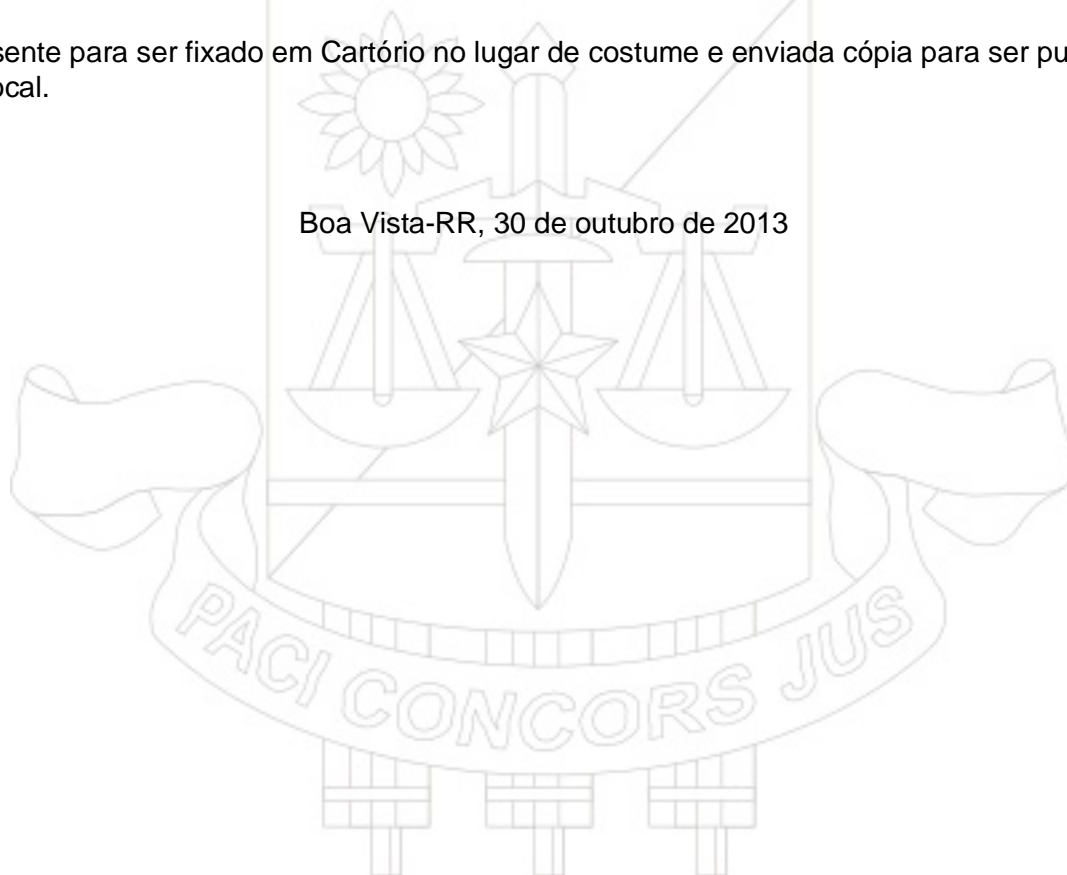 sente para ser fixado em Cartório no lugar de costume e enviada cópia para ser pu
ocal.
Boa Vista-RR, 30 de outubro de 2013
PACI CONCORS JUS